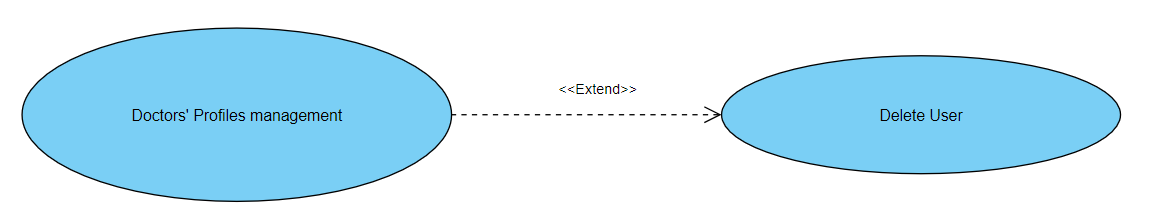 <<Extend>>
Doctors' Profiles management
Delete User